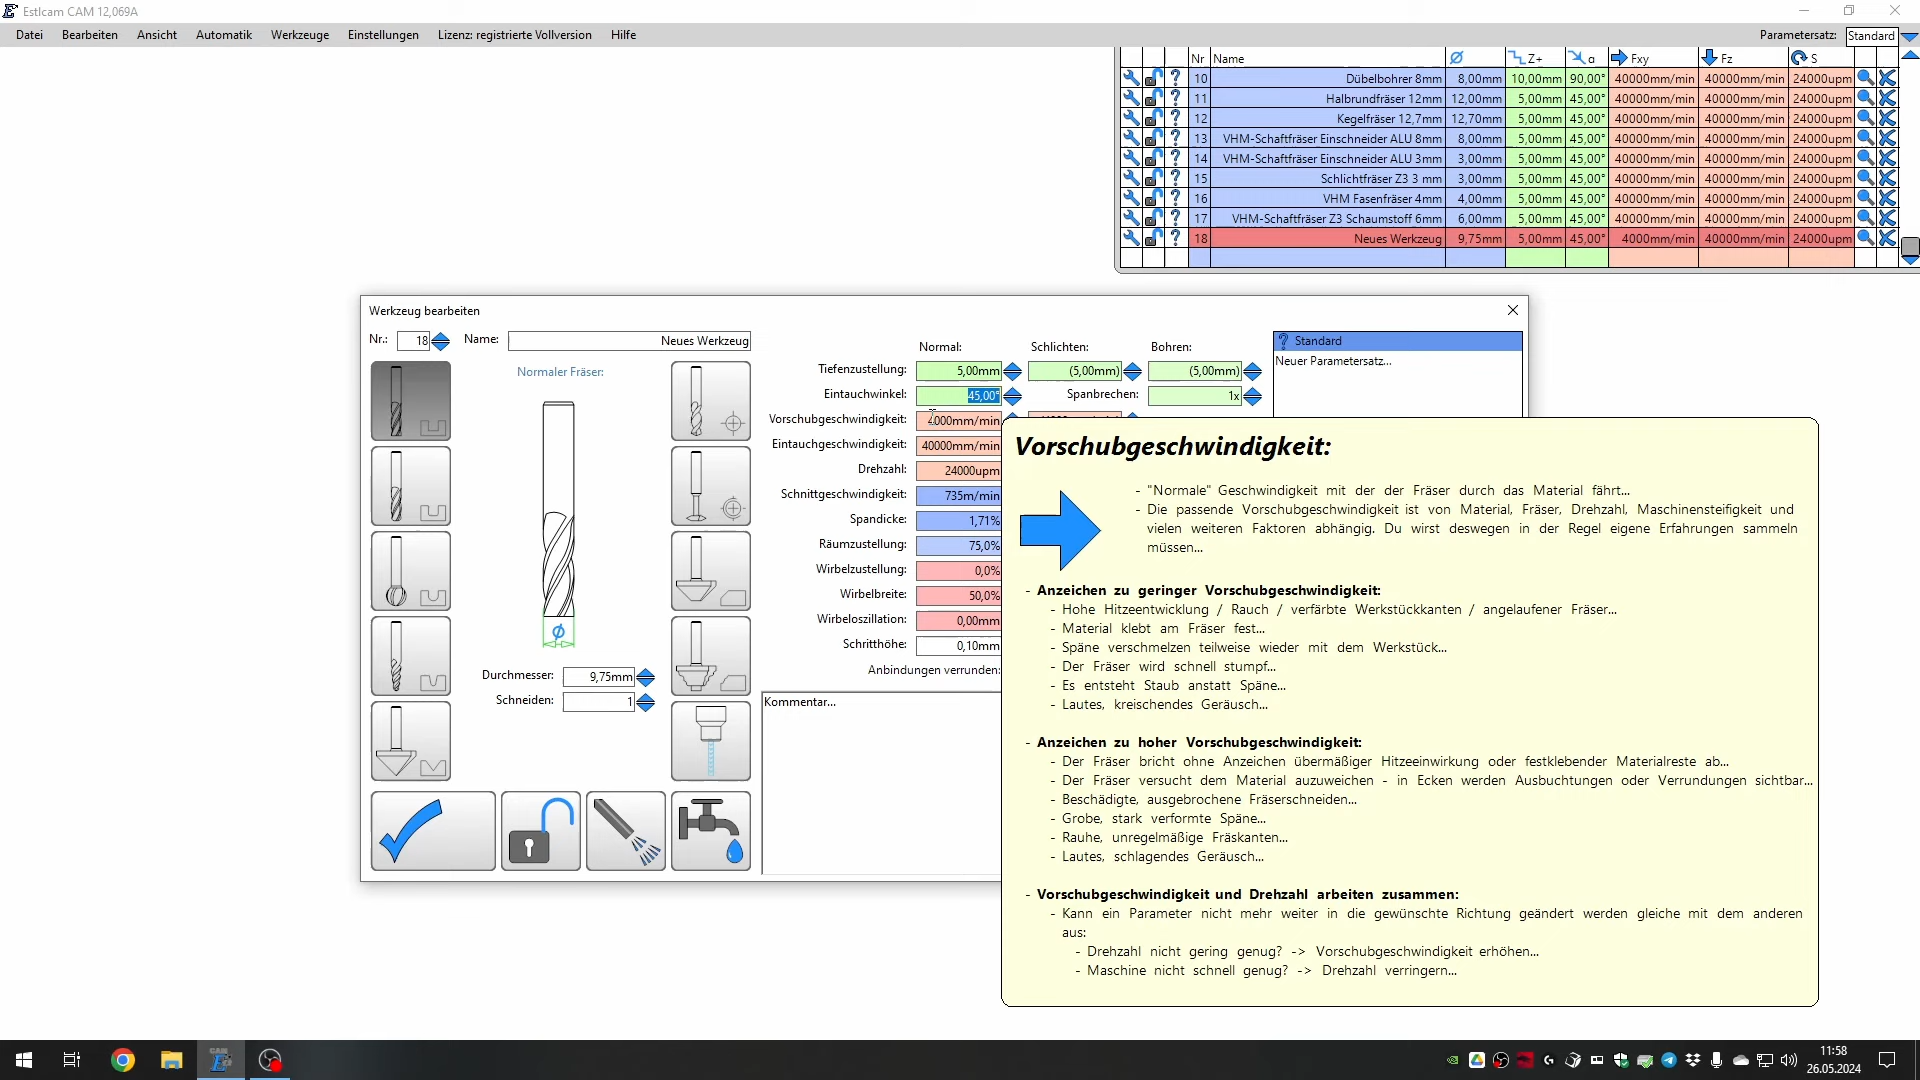 Estlcam CAM 12,069A
Datei Bearbeiten Ansicht Automatik Werkzeuge Einstellungen Lizenz: registrierte Vollversion Hilfe Parametersatz: Standard
Nr Name Ø Z+ α Fxy Fz S
10 Dübelbohrer 8mm 8,00mm 10,00mm 90,00° 40000mm/min 40000mm/min 24000upm
11 Halbrundfräser 12mm 12,00mm 5,00mm 45,00° 40000mm/min 40000mm/min 24000upm
12 Kegelfräser 12,7mm 12,70mm 5,00mm 45,00° 40000mm/min 40000mm/min 24000upm
13 VHM-Schaftfräser Einschneider ALU 8mm 8,00mm 5,00mm 45,00° 40000mm/min 40000mm/min 24000upm
14 VHM-Schaftfräser Einschneider ALU 3mm 3,00mm 5,00mm 45,00° 40000mm/min 40000mm/min 24000upm
15 Schlichtfräser Z3 3 mm 3,00mm 5,00mm 45,00° 40000mm/min 40000mm/min 24000upm
16 VHM Fasenfräser 4mm 4,00mm 5,00mm 45,00° 40000mm/min 40000mm/min 24000upm
17 VHM-Schaftfräser Z3 Schaumstoff 6mm 6,00mm 5,00mm 45,00° 40000mm/min 40000mm/min 24000upm
18 Neues Werkzeug 9,75mm 5,00mm 45,00° 4000mm/min 40000mm/min 24000upm
Werkzeug bearbeiten
Nr.: 18 Name: Neues Werkzeug
Normaler Fräser:
Ø
Durchmesser: 9,75mm
Schneiden: 1
Normal: Schlichten: Bohren:
Tiefenzustellung: 5,00mm (5,00mm) (5,00mm)
Eintauchwinkel: 45,00° Spanbrechen: 1x
Vorschubgeschwindigkeit: 4000mm/min
Eintauchgeschwindigkeit: 40000mm/min
Drehzahl: 24000upm
Schnittgeschwindigkeit: 735m/min
Spandicke: 1,71%
Räumzustellung: 75,0%
Wirbelzustellung: 0,0%
Wirbelbreite: 50,0%
Wirbeloszillation: 0,00mm
Schritthöhe: 0,10mm
Anbindungen verrunden:
Kommentar...
? Standard
Neuer Parametersatz...
Vorschubgeschwindigkeit:
- "Normale" Geschwindigkeit mit der der Fräser durch das Material fährt...
- Die passende Vorschubgeschwindigkeit ist von Material, Fräser, Drehzahl, Maschinensteifigkeit und
vielen weiteren Faktoren abhängig. Du wirst deswegen in der Regel eigene Erfahrungen sammeln
müssen...
- Anzeichen zu geringer Vorschubgeschwindigkeit:
- Hohe Hitzeentwicklung / Rauch / verfärbte Werkstückkanten / angelaufener Fräser...
- Material klebt am Fräser fest...
- Späne verschmelzen teilweise wieder mit dem Werkstück...
- Der Fräser wird schnell stumpf...
- Es entsteht Staub anstatt Späne...
- Lautes, kreischendes Geräusch...
- Anzeichen zu hoher Vorschubgeschwindigkeit:
- Der Fräser bricht ohne Anzeichen übermäßiger Hitzeeinwirkung oder festklebender Materialreste ab...
- Der Fräser versucht dem Material auzuweichen - in Ecken werden Ausbuchtungen oder Verrundungen sichtbar...
- Beschädigte, ausgebrochene Fräserschneiden...
- Grobe, stark verformte Späne...
- Rauhe, unregelmäßige Fräskanten...
- Lautes, schlagendes Geräusch...
- Vorschubgeschwindigkeit und Drehzahl arbeiten zusammen:
- Kann ein Parameter nicht mehr weiter in die gewünschte Richtung geändert werden gleiche mit dem anderen
aus:
- Drehzahl nicht gering genug? -> Vorschubgeschwindigkeit erhöhen...
- Maschine nicht schnell genug? -> Drehzahl verringern...
11:58
26.05.2024